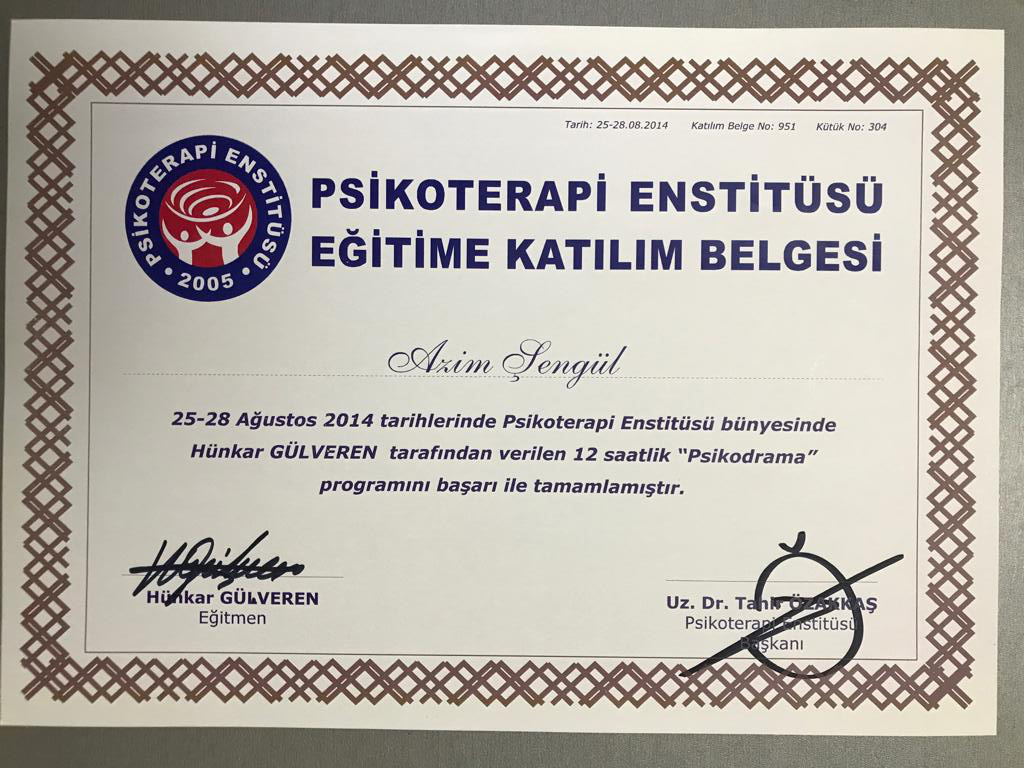 Tarih: 25-28.08.2014 Katılım Belge No: 951 Kütük No: 304
PSİKOTERAPİ ENSTİTÜSÜ
• 2005 •
PSİKOTERAPİ ENSTİTÜSÜ
EĞİTİME KATILIM BELGESİ
Azim Şengül
25-28 Ağustos 2014 tarihlerinde Psikoterapi Enstitüsü bünyesinde
Hünkar GÜLVEREN tarafından verilen 12 saatlik “Psikodrama”
programını başarı ile tamamlamıştır.
Hünkar GÜLVEREN
Eğitmen
Uz. Dr. Tahir ÖZAKKAŞ
Psikoterapi Enstitüsü
Başkanı